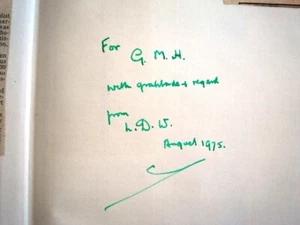 For
G. M. H.
with gratitude & regard
from
L. D. W.
August 1975.